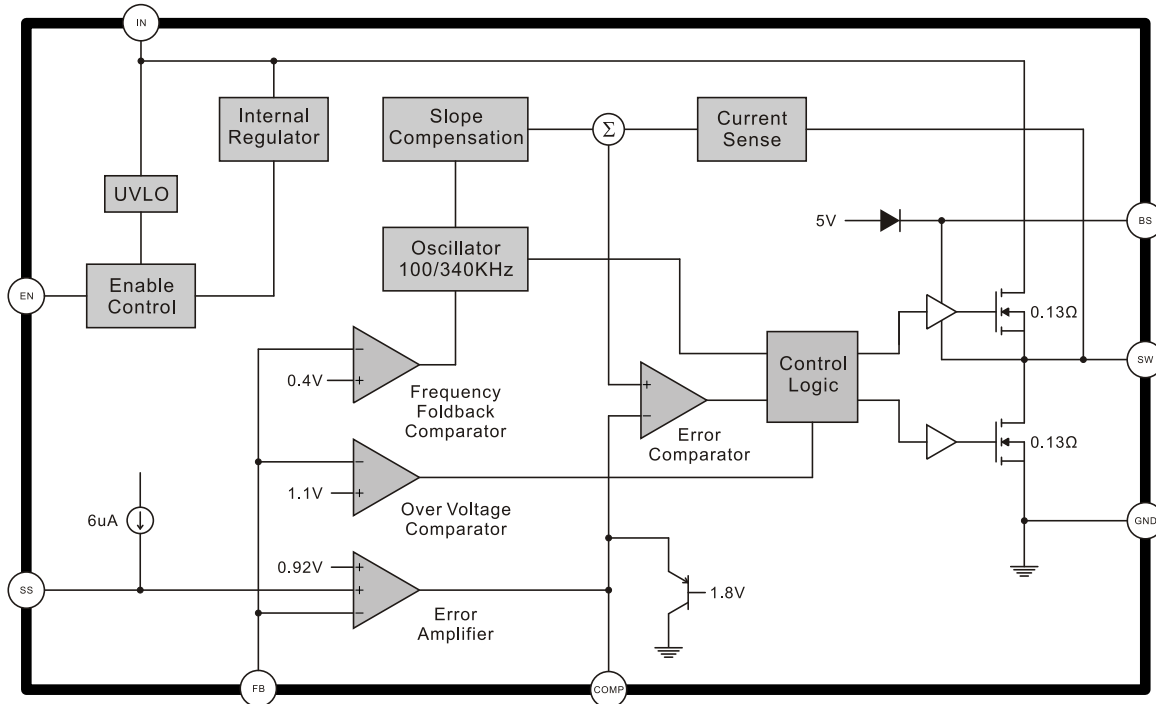 IN
Internal
Regulator
Slope
Compensation
Σ
Current
Sense
UVLO
5V
BS
Oscillator
100/340KHz
Enable
Control
EN
0.13Ω
SW
−
0.4V
+
Frequency
Foldback
Comparator
+
−
Error
Comparator
Control
Logic
0.13Ω
−
1.1V
+
Over Voltage
Comparator
6uA
GND
0.92V
+
+
−
Error
Amplifier
SS
1.8V
FB
COMP